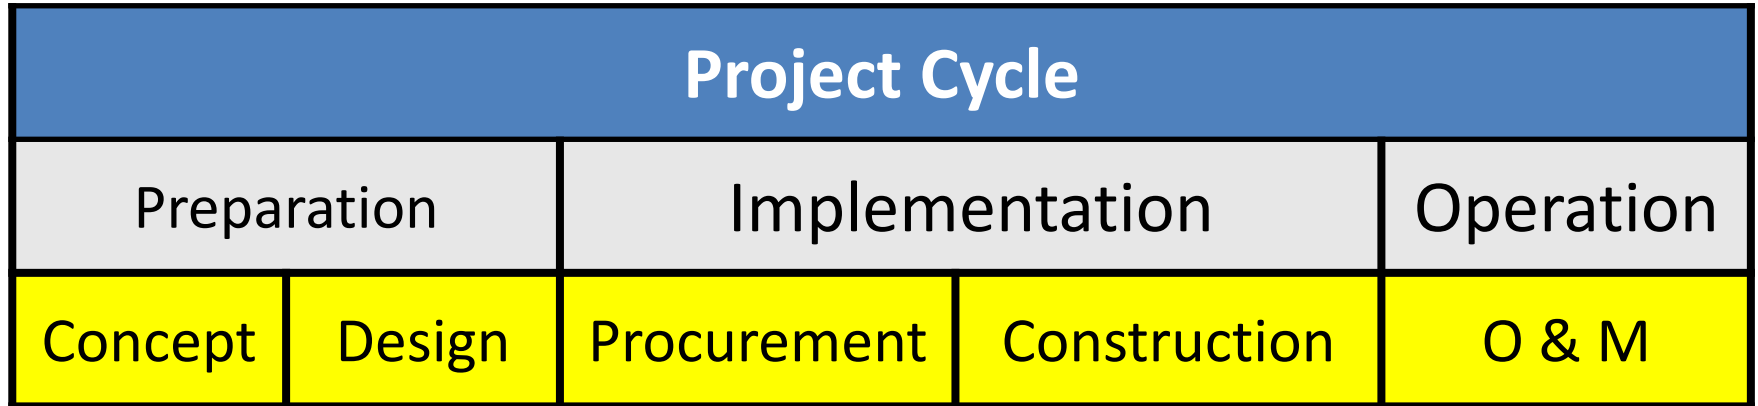 Project Cycle
Preparation Implementation Operation
Concept Design Procurement Construction O & M